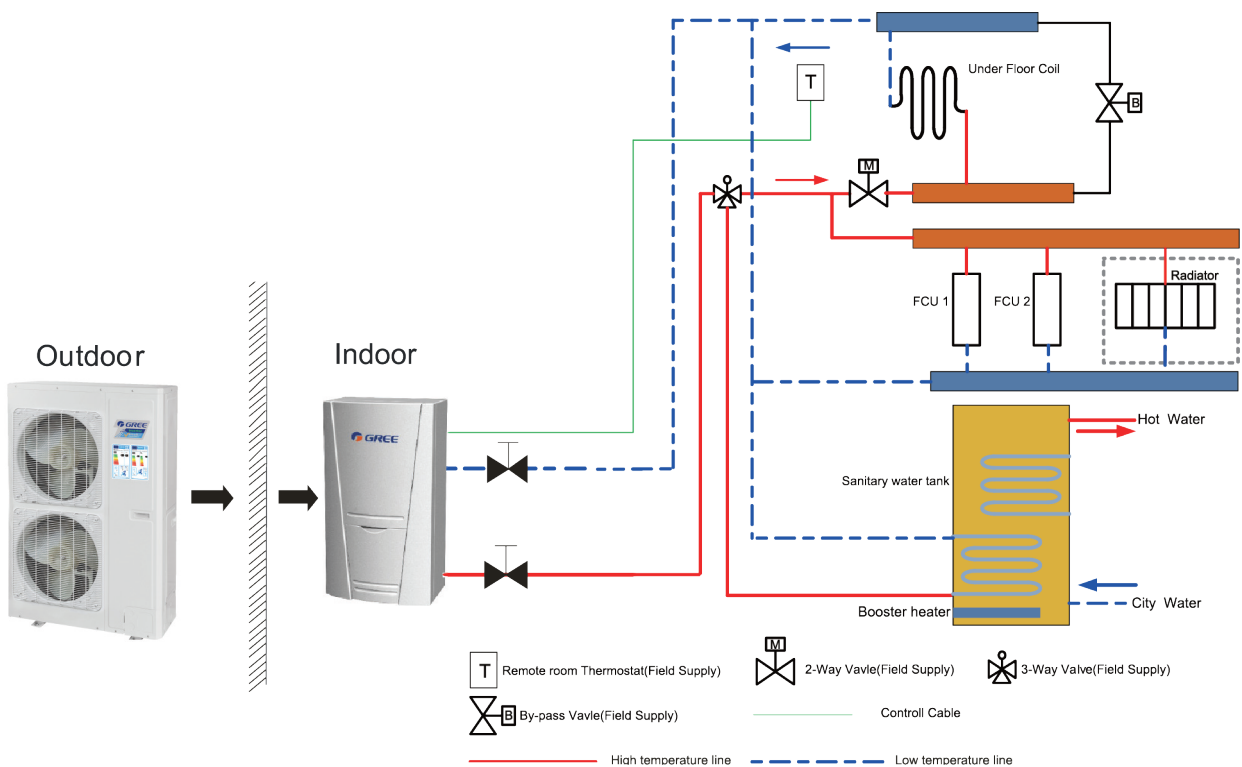 Under Floor Coil
T
B
M
FCU 1
FCU 2
Radiator
Outdoor
Indoor
GREE
GREE
Hot Water
Sanitary water tank
Booster heater
City Water
T
Remote room Thermostat(Field Supply)
M
2-Way Vavle(Field Supply)
3-Way Valve(Field Supply)
B
By-pass Vavle(Field Supply)
Controll Cable
High temperature line
Low temperature line